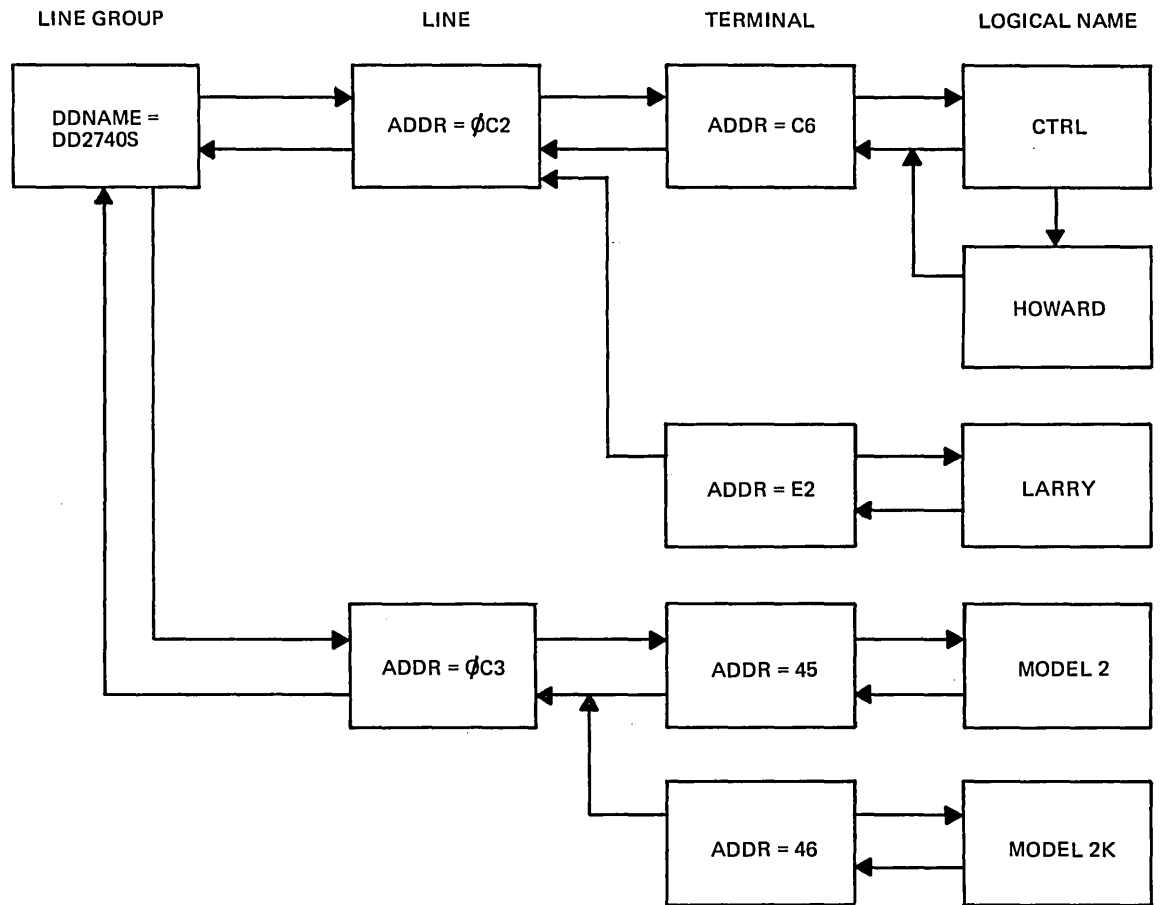 LINE GROUP
LINE
TERMINAL
LOGICAL NAME
DDNAME =
DD2740S
ADDR = ØC2
ADDR = C6
CTRL
HOWARD
ADDR = E2
LARRY
ADDR = ØC3
ADDR = 45
MODEL 2
ADDR = 46
MODEL 2K